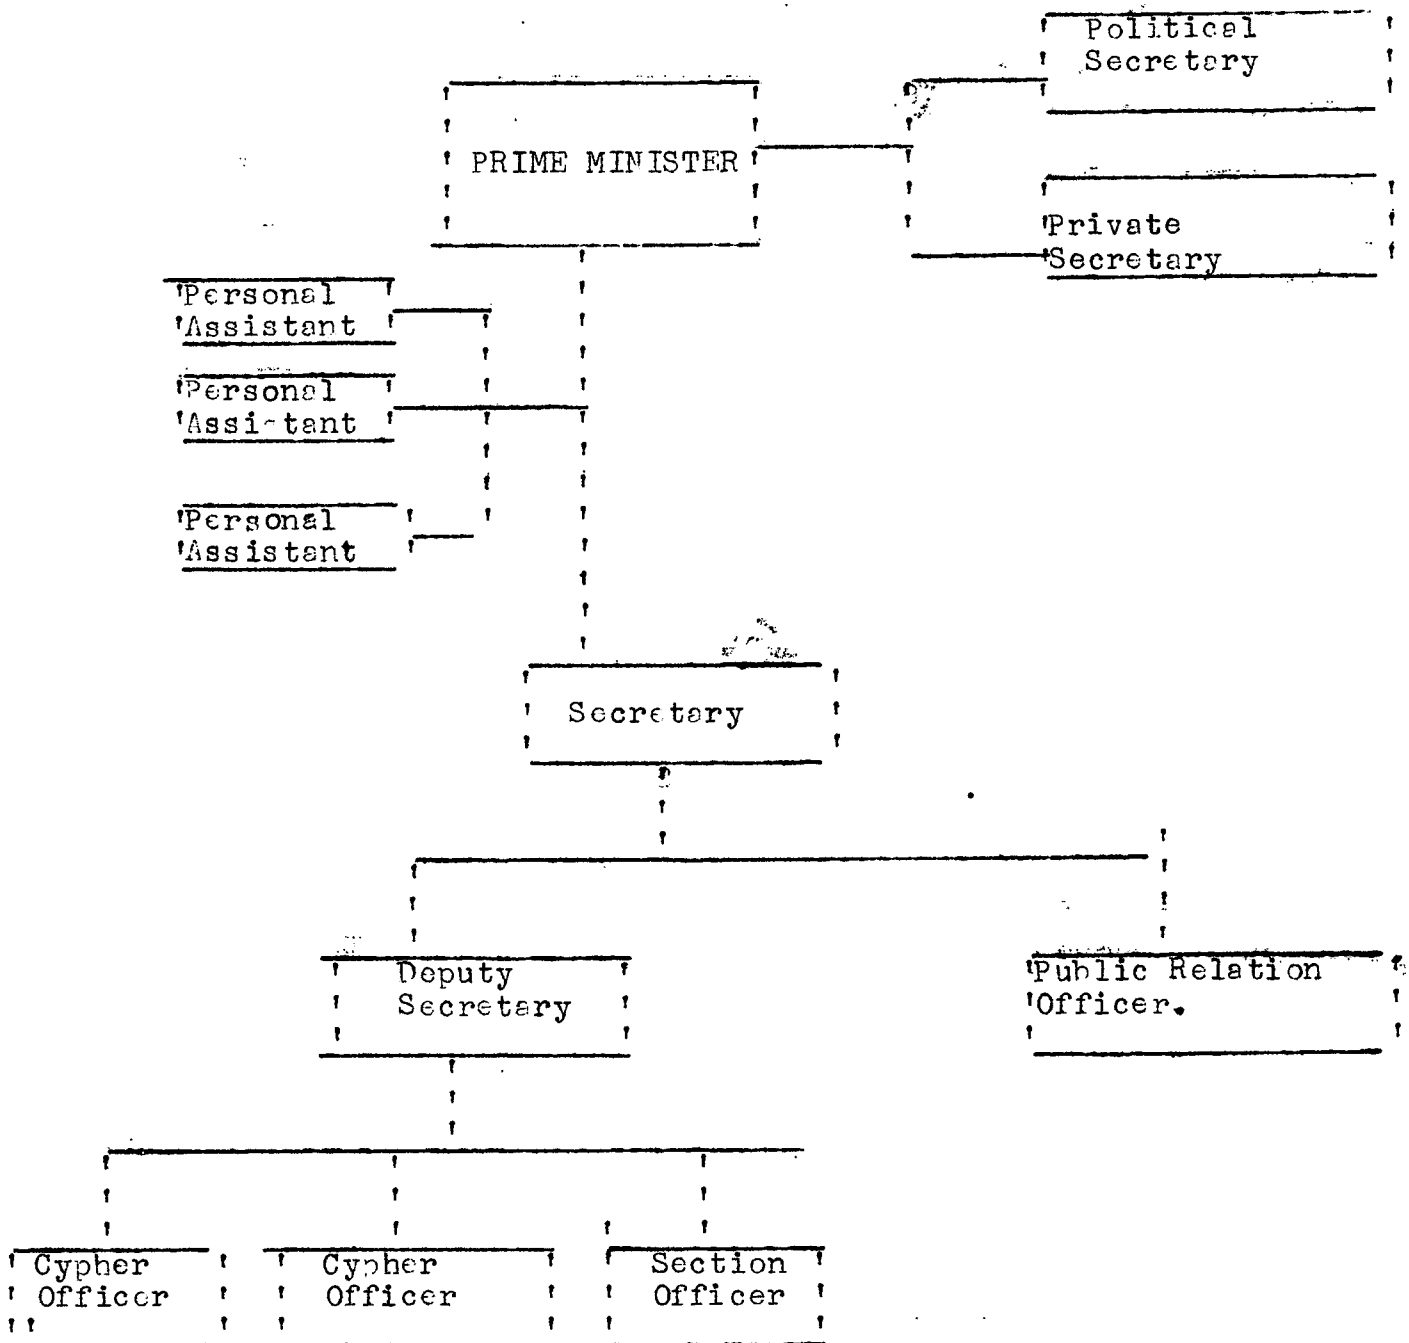 Political
Secretary
PRIME MINISTER
Private
Secretary
Personal
Assistant
Personal
Assistant
Personal
Assistant
Secretary
Deputy
Secretary
Public Relation
Officer.
Cypher
Officer
Cypher
Officer
Section
Officer